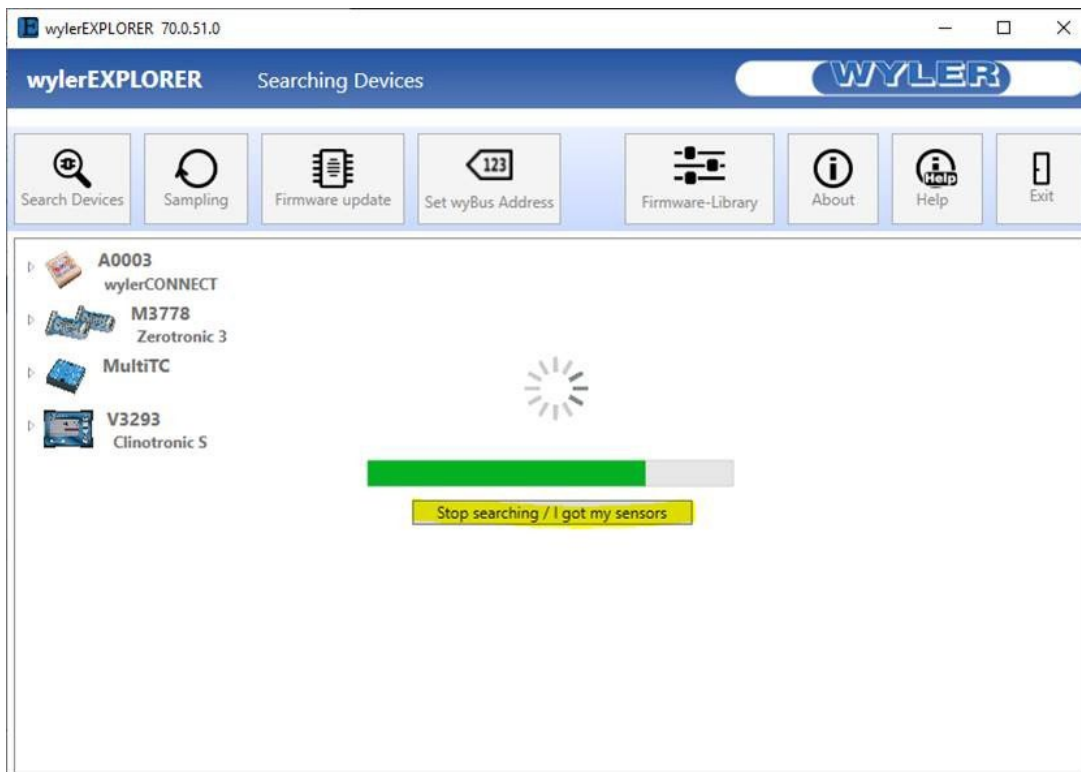 wylerEXPLORER 70.0.51.0
wylerEXPLORER Searching Devices WYLER
Search Devices Sampling Firmware update 123 Set wyBus Address Firmware-Library About Help Help Exit
A0003
wylerCONNECT
M3778
Zerotronic 3
MultiTC
V3293
Clinotronic S
Stop searching / I got my sensors